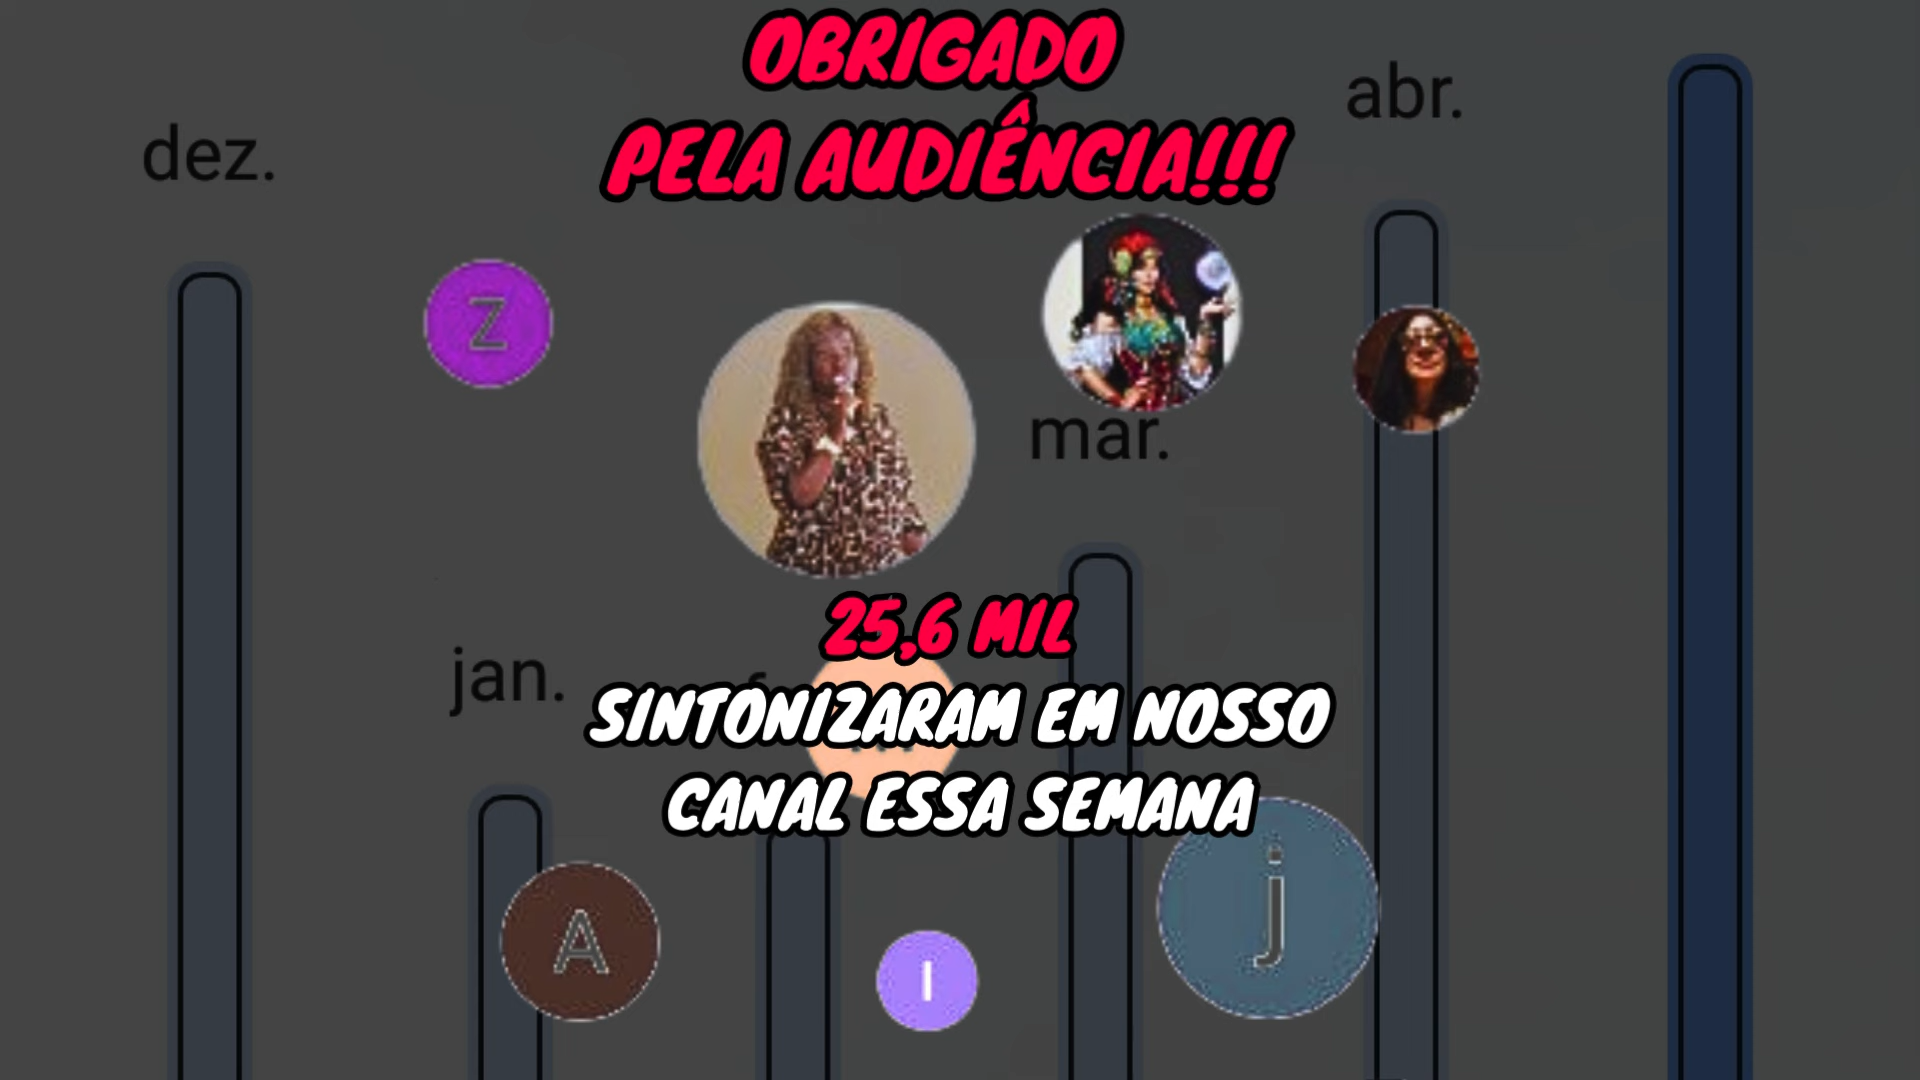 OBRIGADO
PELA AUDIÊNCIA!!!
abr.
dez.
Z
mar.
25,6 MIL
jan.
SINTONIZARAM EM NOSSO
CANAL ESSA SEMANA
A
j
I